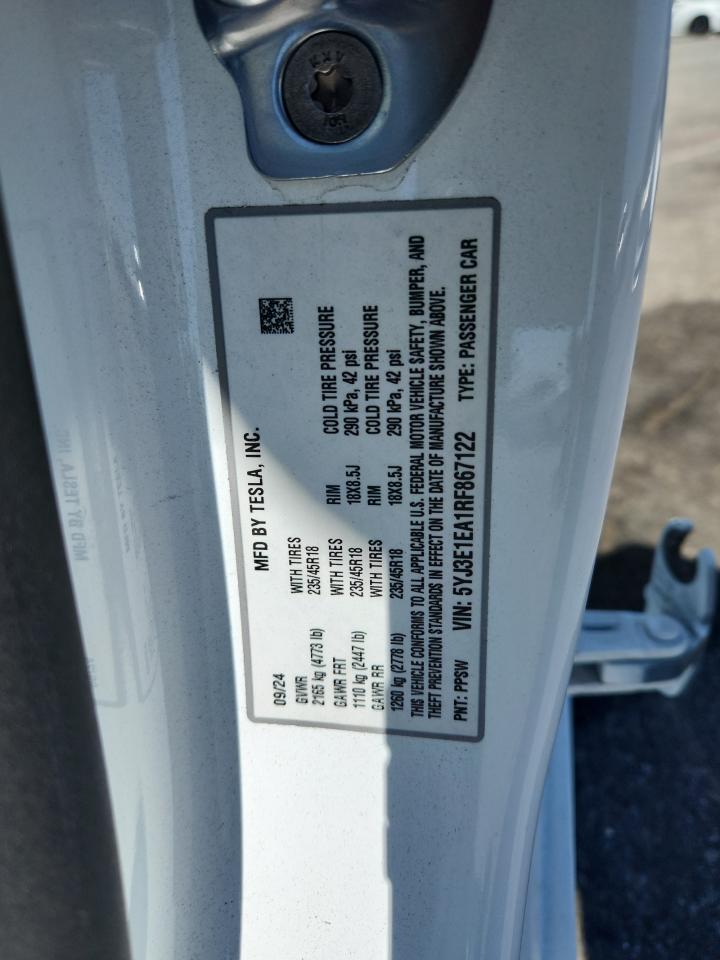 MFD BY TESLA, INC.
09/24
GVWR WITH TIRES RIM COLD TIRE PRESSURE
2165 kg (4773 lb) 235/45R18 18X8.5J 290 kPa, 42 psi
GAWR FRT WITH TIRES RIM COLD TIRE PRESSURE
1110 kg (2447 lb) 235/45R18 18X8.5J 290 kPa, 42 psi
GAWR RR
1260 kg (2778 lb) 235/45R18
THIS VEHICLE CONFORMS TO ALL APPLICABLE U.S. FEDERAL MOTOR VEHICLE SAFETY, BUMPER, AND
THEFT PREVENTION STANDARDS IN EFFECT ON THE DATE OF MANUFACTURE SHOWN ABOVE.
PNT: PPSW VIN: 5YJ3E1EA1RF867122 TYPE: PASSENGER CAR
MFD BY TESLA, INC.